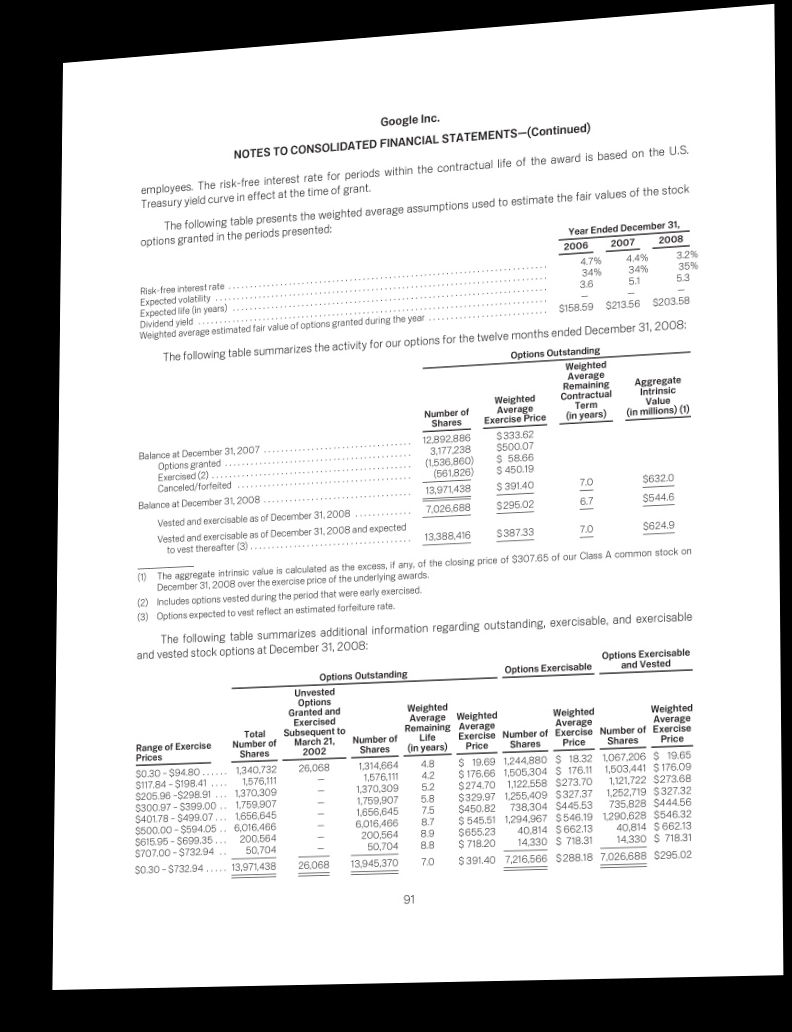 Google Inc.
NOTES TO CONSOLIDATED FINANCIAL STATEMENTS—(Continued)
employees. The risk-free interest rate for periods within the contractual life of the award is based on the U.S.
Treasury yield curve in effect at the time of grant.
The following table presents the weighted average assumptions used to estimate the fair values of the stock
options granted in the periods presented:
Year Ended December 31,
2006 2007 2008
Risk-free interest rate 4.7% 4.4% 3.2%
Expected volatility 34% 34% 35%
Expected life (in years) 3.6 5.1 5.3
Dividend yield — — —
Weighted average estimated fair value of options granted during the year $158.59 $213.56 $203.58
The following table summarizes the activity for our options for the twelve months ended December 31, 2008:
Options Outstanding
Number of Shares
Weighted Average Exercise Price
Weighted Average Remaining Contractual Term (in years)
Aggregate Intrinsic Value (in millions) (1)
Balance at December 31, 2007 12,892,886 $333.62
Options granted 3,177,238 $500.07
Exercised (2) (1,536,860) $ 58.66
Canceled/forfeited (561,826) $ 450.19
Balance at December 31, 2008 13,971,438 $ 391.40 7.0 $632.0
Vested and exercisable as of December 31, 2008 7,026,688 $295.02 6.7 $544.6
Vested and exercisable as of December 31, 2008 and expected
to vest thereafter (3) 13,388,416 $387.33 7.0 $624.9
(1) The aggregate intrinsic value is calculated as the excess, if any, of the closing price of $307.65 of our Class A common stock on
December 31, 2008 over the exercise price of the underlying awards.
(2) Includes options vested during the period that were early exercised.
(3) Options expected to vest reflect an estimated forfeiture rate.
The following table summarizes additional information regarding outstanding, exercisable, and exercisable
and vested stock options at December 31, 2008:
Options Outstanding
Options Exercisable
Options Exercisable and Vested
Range of Exercise Prices
Total Number of Shares
Unvested Options Granted and Exercised Subsequent to March 21, 2002
Number of Shares
Weighted Average Remaining Life (in years)
Weighted Average Exercise Price
Number of Shares
Weighted Average Exercise Price
Number of Shares
Weighted Average Exercise Price
$0.30 - $94.80 1,340,732 26,068 1,314,664 4.8 $ 19.69 1,244,880 $ 18.32 1,067,206 $ 19.65
$117.84 - $198.41 1,576,111 — 1,576,111 4.2 $ 176.66 1,505,304 $ 176.11 1,503,441 $ 176.09
$205.96 -$298.91 1,370,309 — 1,370,309 5.2 $274.70 1,122,558 $273.70 1,121,722 $273.68
$300.97 - $399.00 1,759,907 — 1,759,907 5.8 $329.97 1,255,409 $327.37 1,252,719 $327.32
$401.78 - $499.07 1,656,645 — 1,656,645 7.5 $450.82 738,304 $445.53 735,828 $444.56
$500.00 - $594.05 6,016,466 — 6,016,466 8.7 $ 545.51 1,294,967 $546.19 1,290,628 $546.32
$615.95 - $699.35 200,564 — 200,564 8.9 $655.23 40,814 $ 662.13 40,814 $ 662.13
$707.00 - $732.94 50,704 — 50,704 8.8 $ 718.20 14,330 $ 718.31 14,330 $ 718.31
$0.30 - $732.94 13,971,438 26,068 13,945,370 7.0 $ 391.40 7,216,566 $288.18 7,026,688 $295.02
91